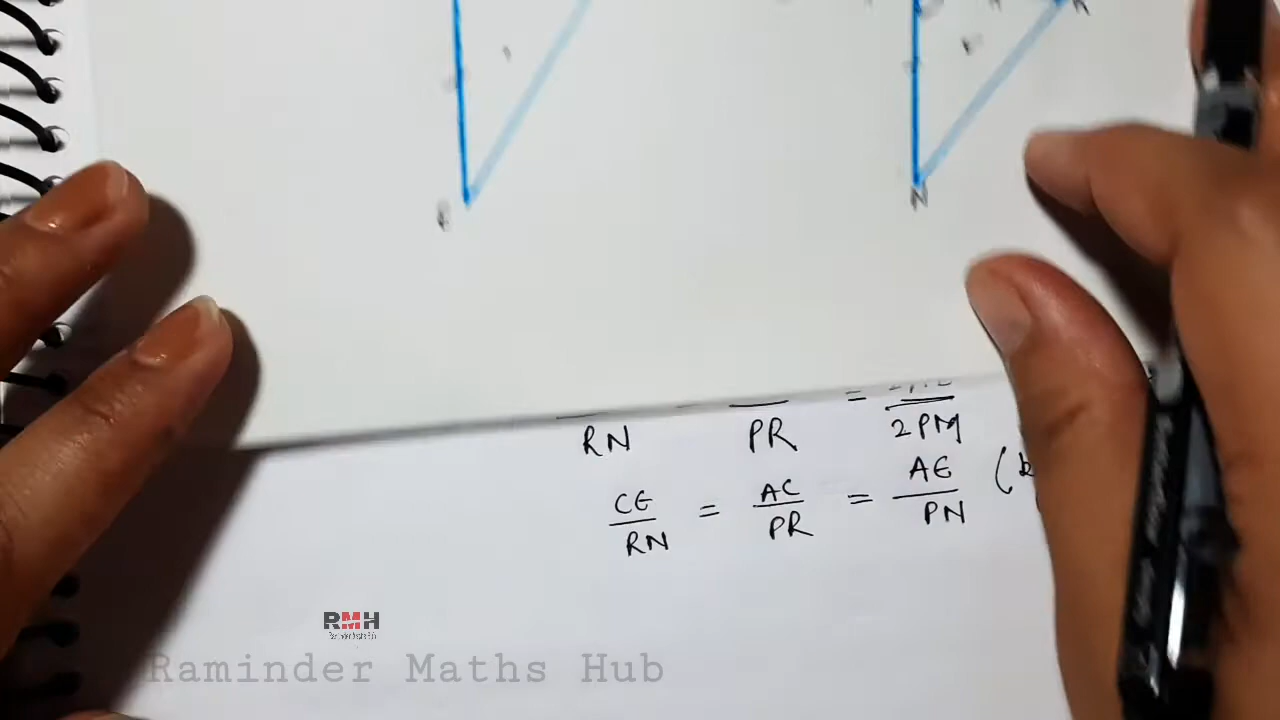 N
RN PR = 2PM
CE/RN = AC/PR = AE/PN (
RMH
Raminder Maths Hub